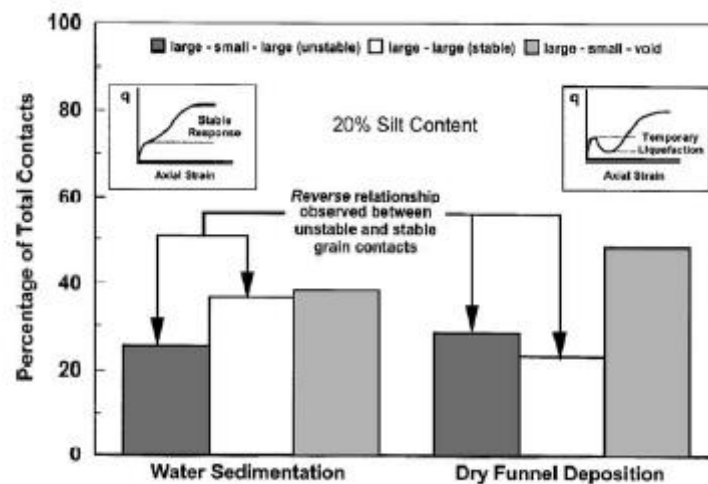 100
80
60
40
20
0
Percentage of Total Contacts
large - small - large (unstable) large - large (stable) large - small - void
q
Stable
Response
Axial Strain
20% Silt Content
q
Temporary
Liquefaction
Axial Strain
Reverse relationship
observed between
unstable and stable
grain contacts
Water Sedimentation Dry Funnel Deposition